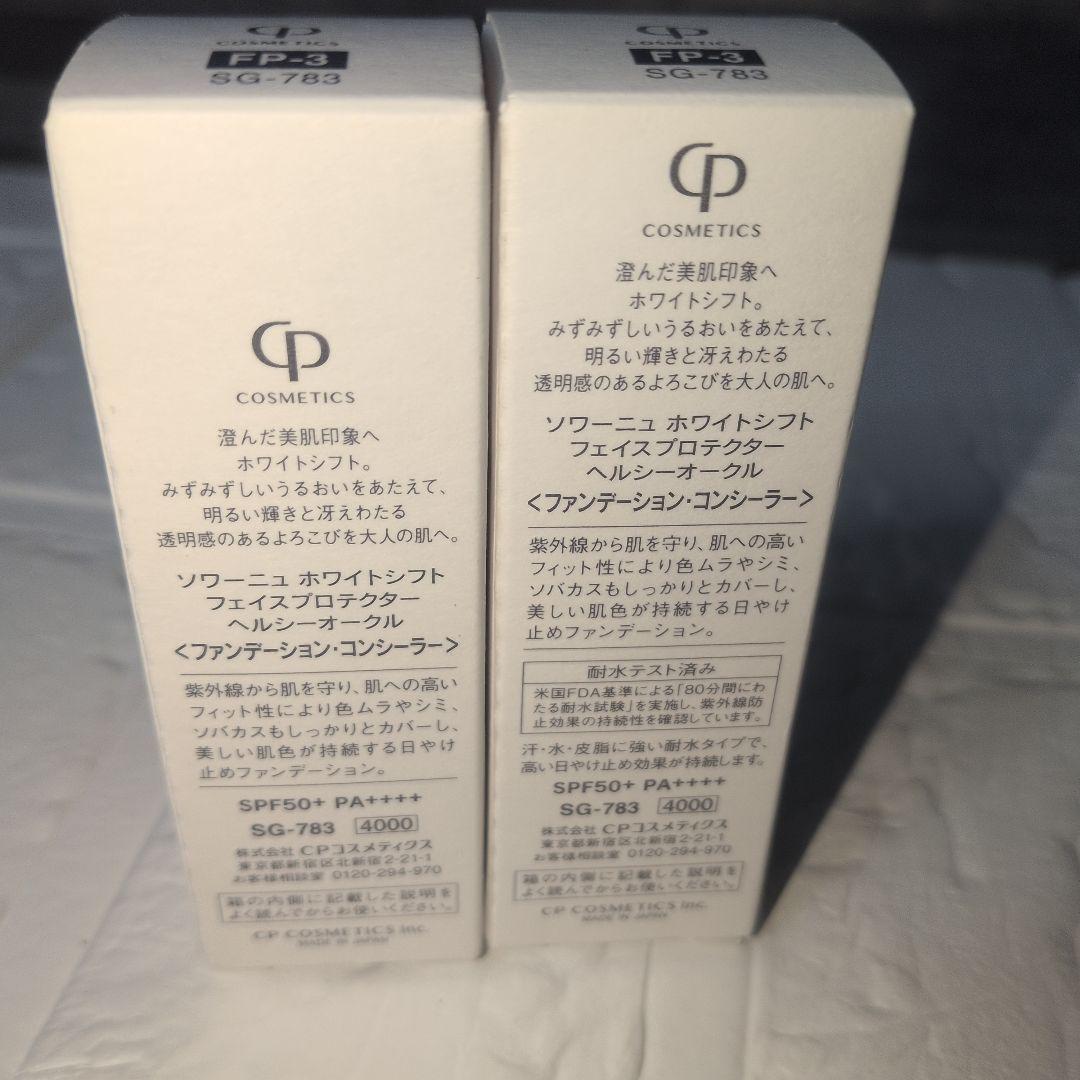 CP
COSMETICS
FP-3
SG-783
CP
COSMETICS
澄んだ美肌印象へ
ホワイトシフト。
みずみずしいうるおいをあたえて、
明るい輝きと冴えわたる
透明感のあるよろこびを大人の肌へ。
ソワーニュ ホワイトシフト
フェイスプロテクター
ヘルシーオークル
<ファンデーション・コンシーラー>
紫外線から肌を守り、肌への高い
フィット性により色ムラやシミ、
ソバカスもしっかりとカバーし、
美しい肌色が持続する日やけ
止めファンデーション。
SPF50+ PA++++
SG-783 4000
株式会社 CPコスメティクス
東京都新宿区北新宿2-21-1
お客様相談室 0120-294-970
箱の内側に記載した説明を
よく読んでからお使いください。
CP COSMETICS Inc.
MADE IN JAPAN
CP
COSMETICS
FP-3
SG-783
CP
COSMETICS
澄んだ美肌印象へ
ホワイトシフト。
みずみずしいうるおいをあたえて、
明るい輝きと冴えわたる
透明感のあるよろこびを大人の肌へ。
ソワーニュ ホワイトシフト
フェイスプロテクター
ヘルシーオークル
<ファンデーション・コンシーラー>
紫外線から肌を守り、肌への高い
フィット性により色ムラやシミ、
ソバカスもしっかりとカバーし、
美しい肌色が持続する日やけ
止めファンデーション。
耐水テスト済み
米国FDA基準による「80分間にわ
たる耐水試験」を実施し、紫外線防
止効果の持続性を確認しています。
汗・水・皮脂に強い耐水タイプで、
高い日やけ止め効果が持続します。
SPF50+ PA++++
SG-783 4000
株式会社 CPコスメティクス
東京都新宿区北新宿2-21-1
お客様相談室 0120-294-970
箱の内側に記載した説明を
よく読んでからお使いください。
CP COSMETICS Inc.
MADE IN JAPAN